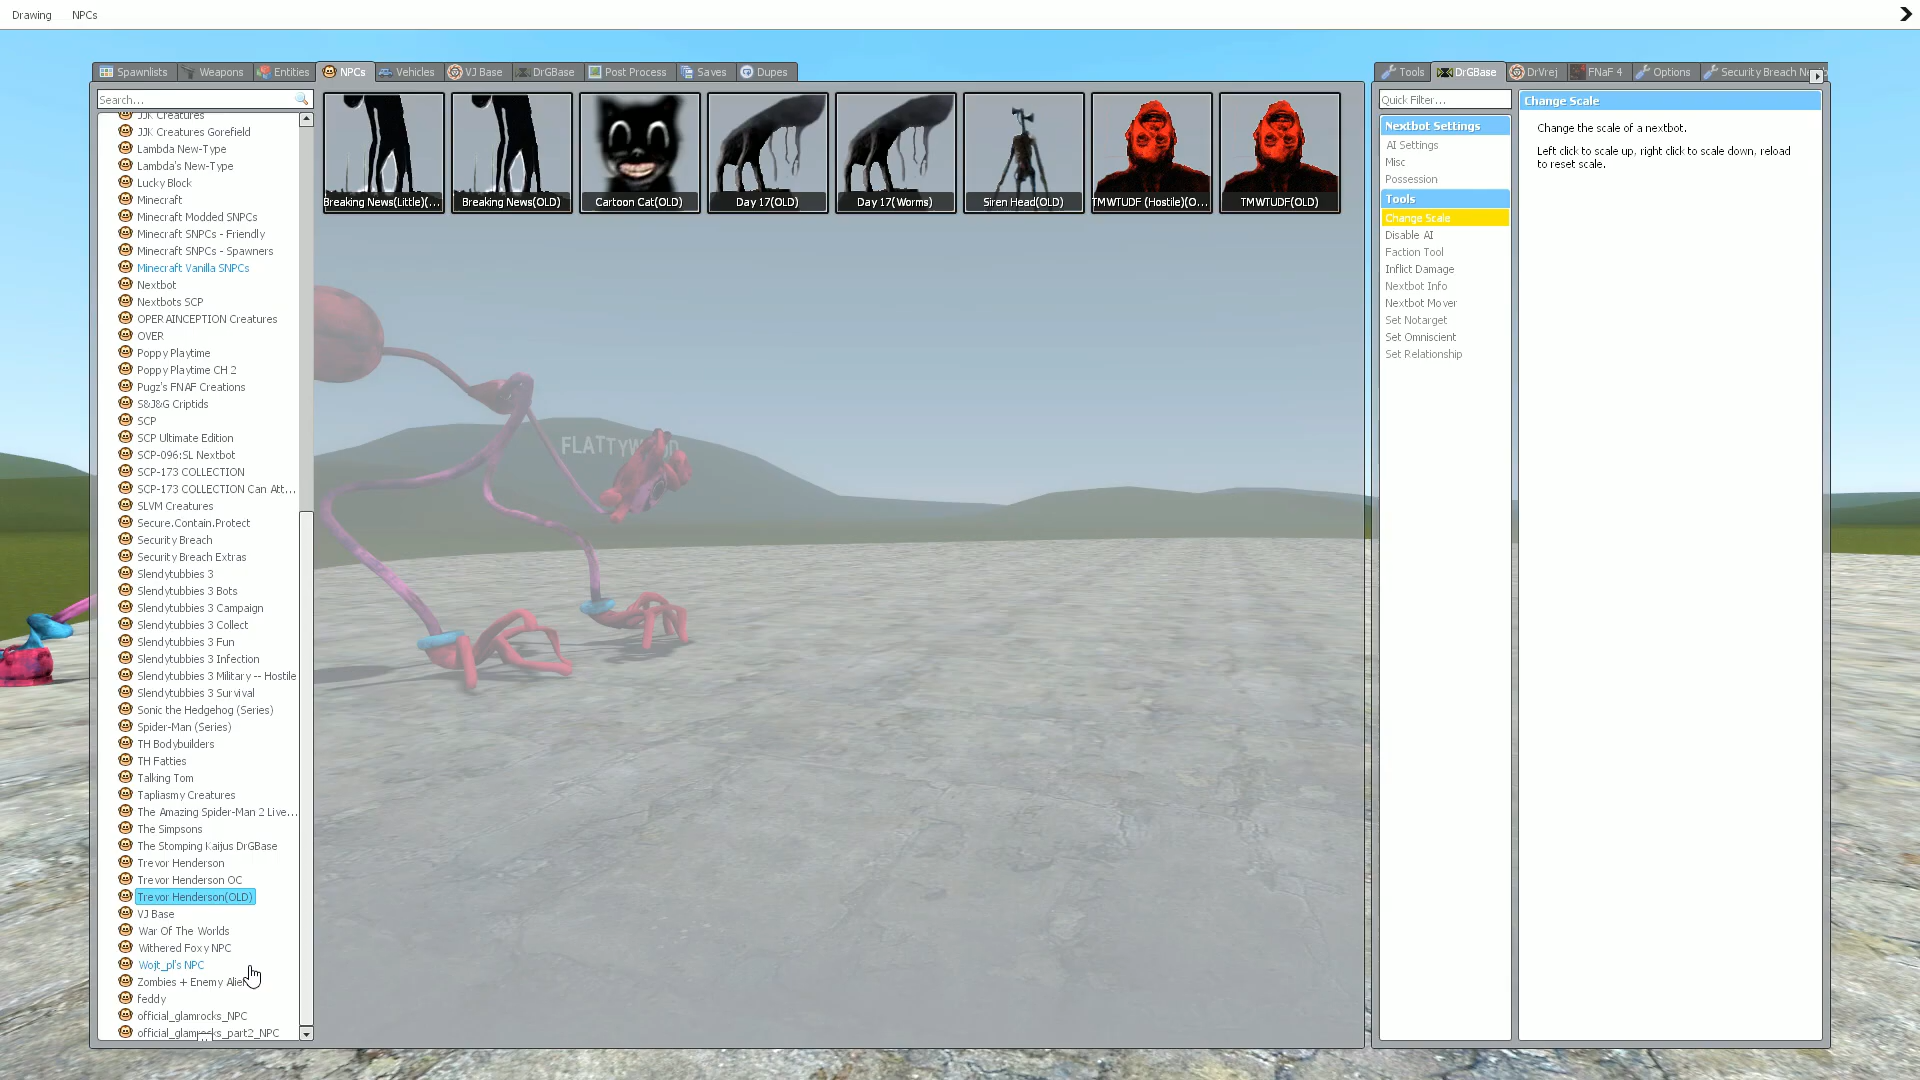 Drawing NPCs
Spawnlists Weapons Entities NPCs Vehicles VJ Base DrGBase Post Process Saves Dupes
Tools DrGBase DrVrej FNaF 4 Options Security Breach
Search...
JJK Creatures
JJK Creatures Gorefield
Lambda New-Type
Lambda's New-Type
Lucky Block
Minecraft
Minecraft Modded SNPCs
Minecraft SNPCs - Friendly
Minecraft SNPCs - Spawners
Minecraft Vanilla SNPCs
Nextbot
Nextbots SCP
OPERAINCEPTION Creatures
OVER
Poppy Playtime
Poppy Playtime CH 2
Pugz's FNAF Creations
S&J&G Criptids
SCP
SCP Ultimate Edition
SCP-096:SL Nextbot
SCP-173 COLLECTION
SCP-173 COLLECTION Can Att...
SLVM Creatures
Secure.Contain.Protect
Security Breach
Security Breach Extras
Slendytubbies 3
Slendytubbies 3 Bots
Slendytubbies 3 Campaign
Slendytubbies 3 Collect
Slendytubbies 3 Fun
Slendytubbies 3 Infection
Slendytubbies 3 Military -- Hostile
Slendytubbies 3 Survival
Sonic the Hedgehog (Series)
Spider-Man (Series)
TH Bodybuilders
TH Fatties
Talking Tom
Tapliasmy Creatures
The Amazing Spider-Man 2 Live...
The Simpsons
The Stomping Kaijus DrGBase
Trevor Henderson
Trevor Henderson OC
Trevor Henderson(OLD)
VJ Base
War Of The Worlds
Withered Foxy NPC
Wojt_pl's NPC
Zombies + Enemy
feddy
official_glamrocks_NPC
official_glamrocks_part2_NPC
Breaking News(Little)(...
Breaking News(OLD)
Cartoon Cat(OLD)
Day 17(OLD)
Day 17(Worms)
Siren Head(OLD)
TMWTUDF (Hostile)(O...
TMWTUDF(OLD)
Quick Filter...
Nextbot Settings
AI Settings
Misc
Possession
Tools
Change Scale
Disable AI
Faction Tool
Inflict Damage
Nextbot Info
Nextbot Mover
Set Notarget
Set Omniscient
Set Relationship
Change Scale
Change the scale of a nextbot.
Left click to scale up, right click to scale down, reload
to reset scale.